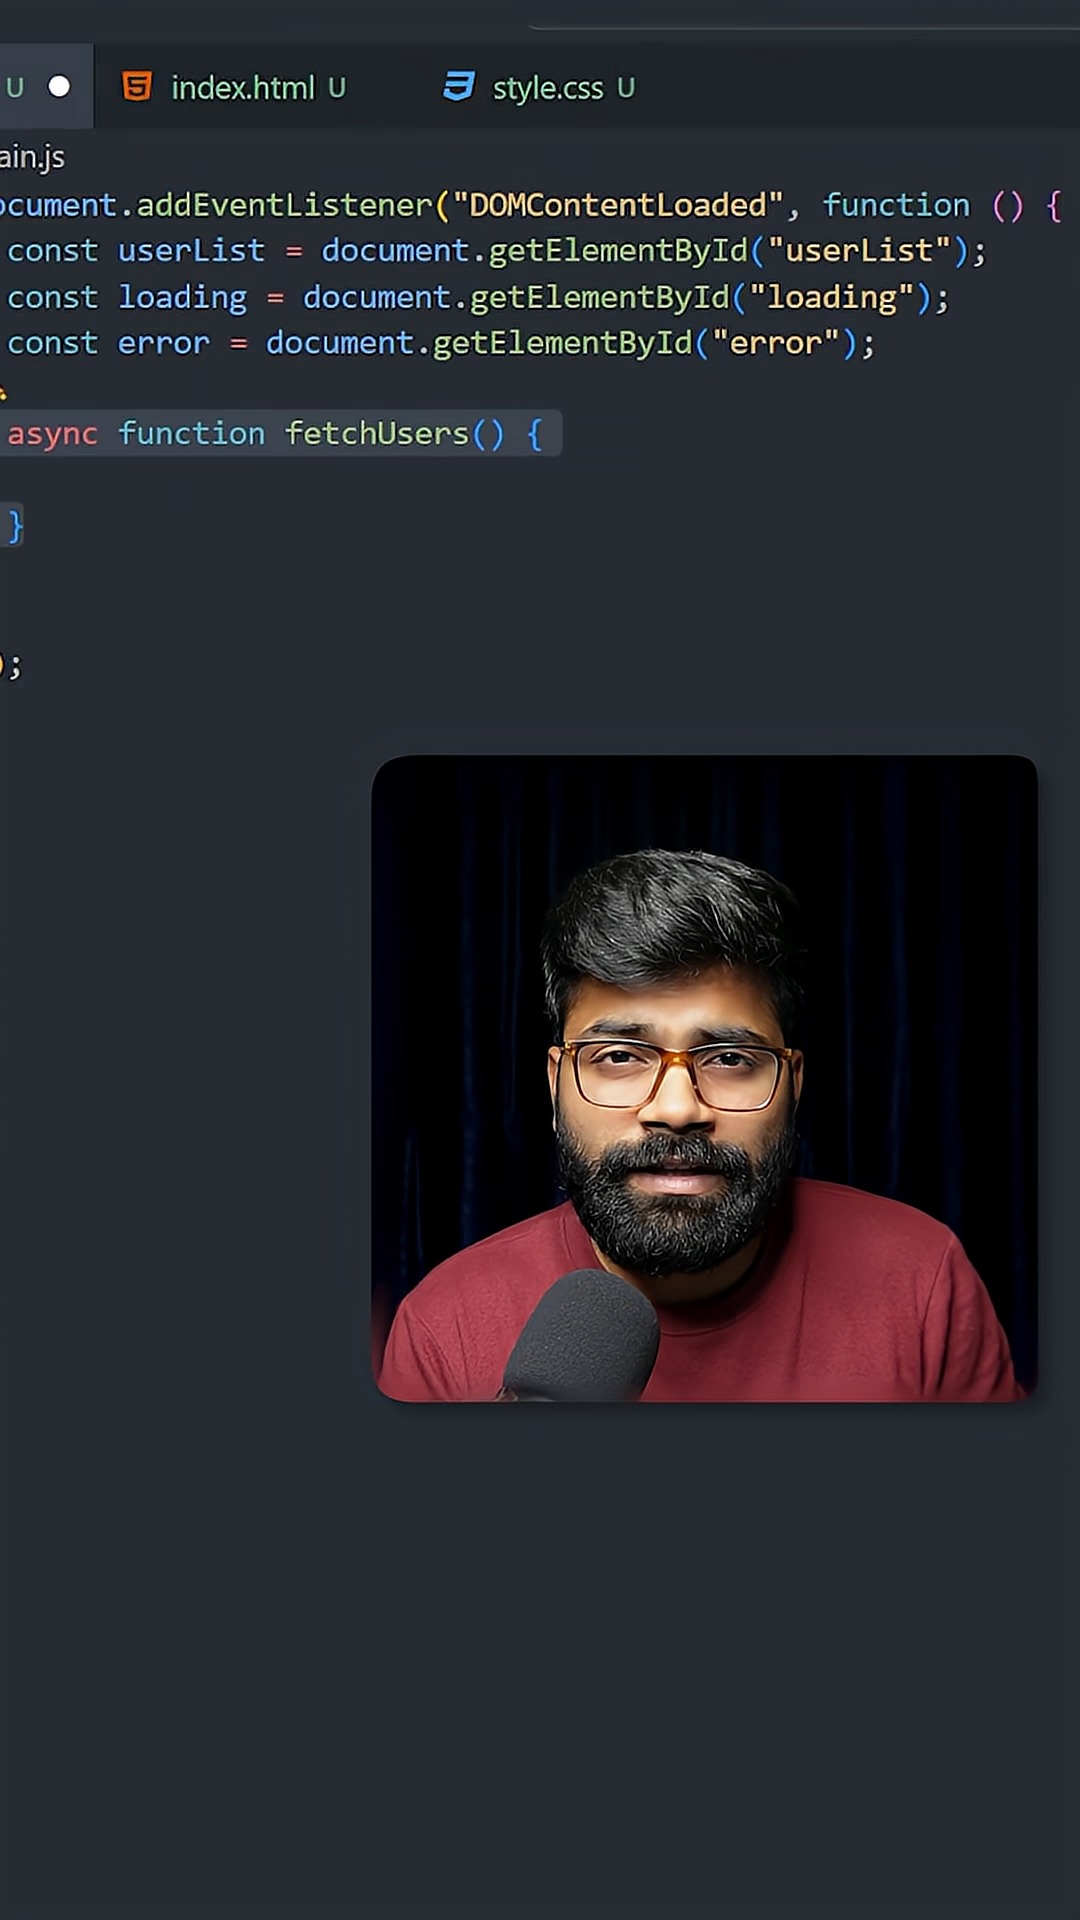 U index.html U style.css U
ain.js
ocument.addEventListener("DOMContentLoaded", function () {
const userList = document.getElementById("userList");
const loading = document.getElementById("loading");
const error = document.getElementById("error");
async function fetchUsers() {
}
);